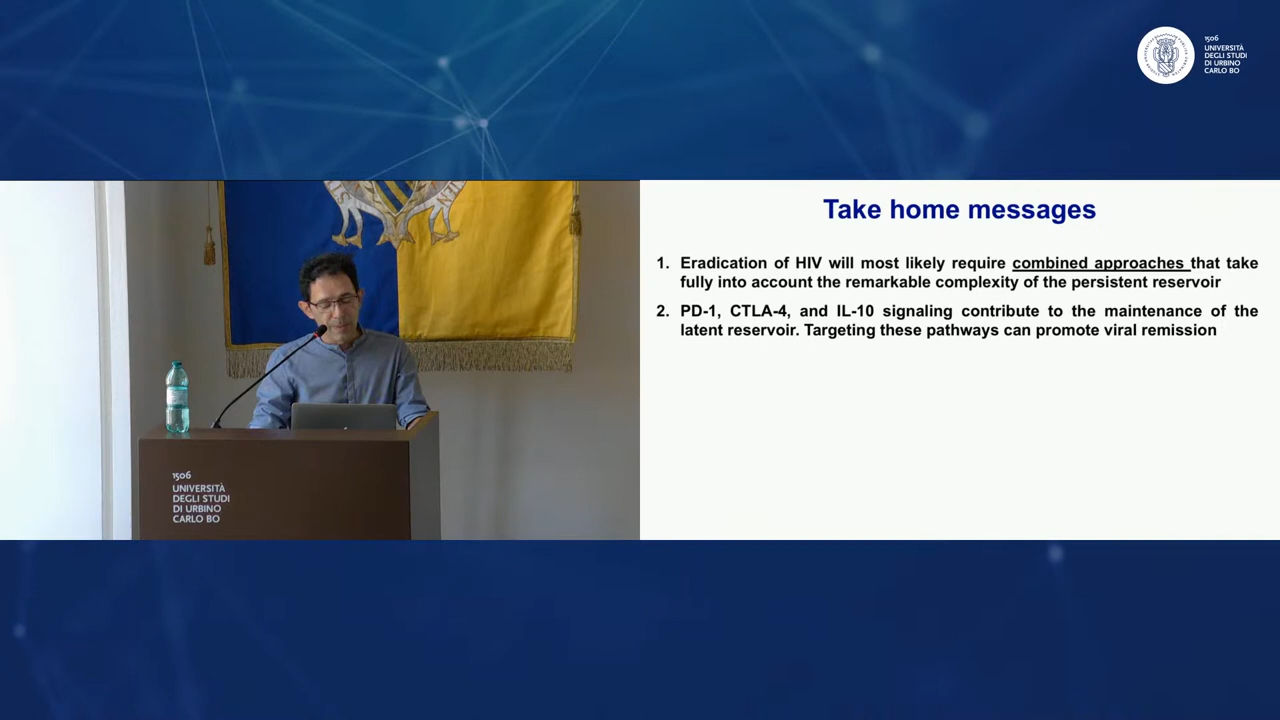 1506
UNIVERSITÀ
DEGLI STUDI
DI URBINO
CARLO BO
Take home messages
1. Eradication of HIV will most likely require combined approaches that take
fully into account the remarkable complexity of the persistent reservoir
2. PD-1, CTLA-4, and IL-10 signaling contribute to the maintenance of the
latent reservoir. Targeting these pathways can promote viral remission
1506
UNIVERSITÀ
DEGLI STUDI
DI URBINO
CARLO BO